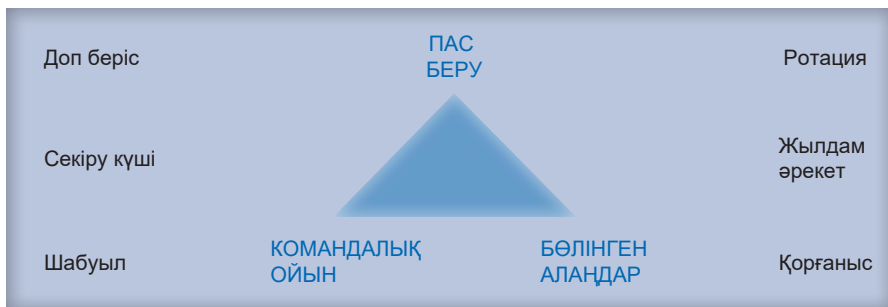 Доп беріс
ПАС
БЕРУ
Ротация
Секіру күші
Жылдам
әрекет
Шабуыл
КОМАНДАЛЫҚ
ОЙЫН
БӨЛІНГЕН
АЛАҢДАР
Қорғаныс